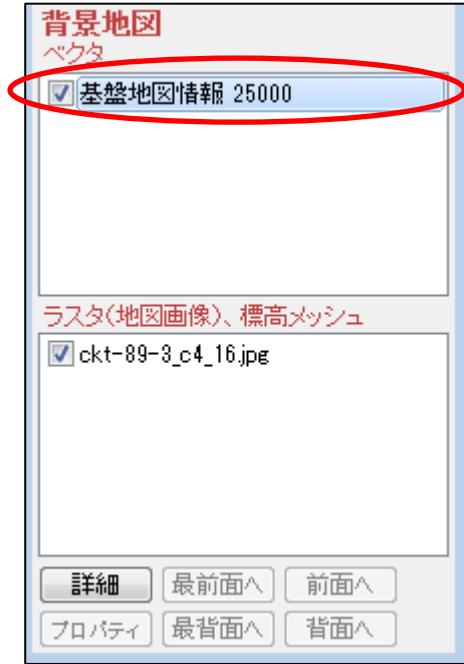 背景地図
ベクタ
基盤地図情報 25000
ラスタ(地図画像)、標高メッシュ
ckt-89-3_c4_16.jpg
詳細 最前面へ 前面へ
プロパティ 最背面へ 背面へ